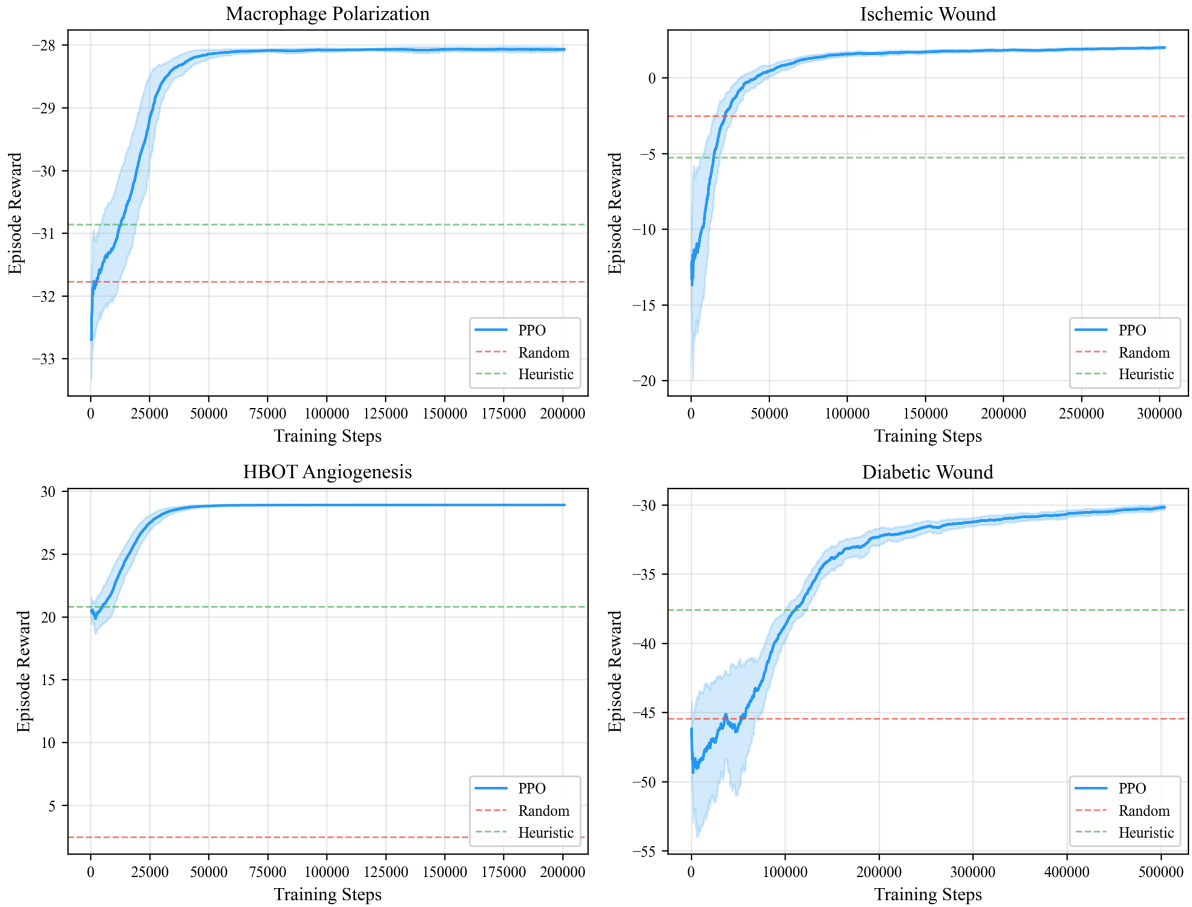 Macrophage Polarization
Episode Reward
−28
−29
−30
−31
−32
−33
PPO
Random
Heuristic
0 25000 50000 75000 100000 125000 150000 175000 200000
Training Steps
Ischemic Wound
Episode Reward
0
−5
−10
−15
−20
PPO
Random
Heuristic
0 50000 100000 150000 200000 250000 300000
Training Steps
HBOT Angiogenesis
Episode Reward
30
25
20
15
10
5
PPO
Random
Heuristic
0 25000 50000 75000 100000 125000 150000 175000 200000
Training Steps
Diabetic Wound
Episode Reward
−30
−35
−40
−45
−50
−55
PPO
Random
Heuristic
0 100000 200000 300000 400000 500000
Training Steps